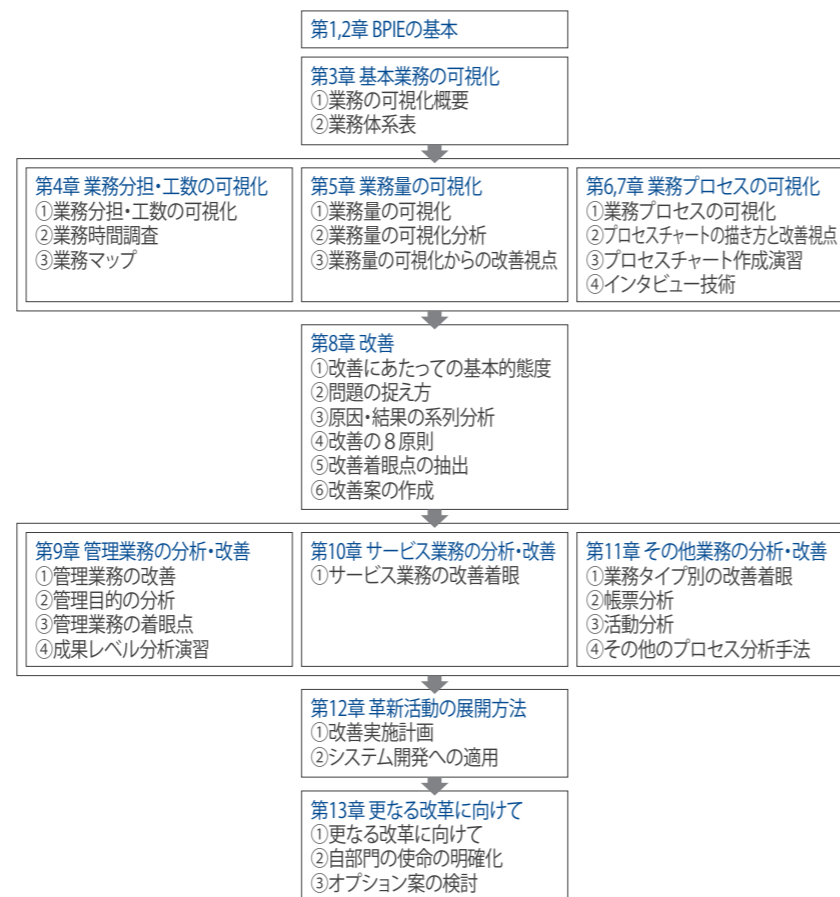 第1,2章 BPIEの基本
第3章 基本業務の可視化
①業務の可視化概要
②業務体系表
第4章 業務分担・工数の可視化
①業務分担・工数の可視化
②業務時間調査
③業務マップ
第5章 業務量の可視化
①業務量の可視化
②業務量の可視化分析
③業務量の可視化からの改善視点
第6,7章 業務プロセスの可視化
①業務プロセスの可視化
②プロセスチャートの描き方と改善視点
③プロセスチャート作成演習
④インタビュー技術
第8章 改善
①改善にあたっての基本的態度
②問題の捉え方
③原因・結果の系列分析
④改善の８原則
⑤改善着眼点の抽出
⑥改善案の作成
第9章 管理業務の分析・改善
①管理業務の改善
②管理目的の分析
③管理業務の着眼点
④成果レベル分析演習
第10章 サービス業務の分析・改善
①サービス業務の改善着眼
第11章 その他業務の分析・改善
①業務タイプ別の改善着眼
②帳票分析
③活動分析
④その他のプロセス分析手法
第12章 革新活動の展開方法
①改善実施計画
②システム開発への適用
第13章 更なる改革に向けて
①更なる改革に向けて
②自部門の使命の明確化
③オプション案の検討